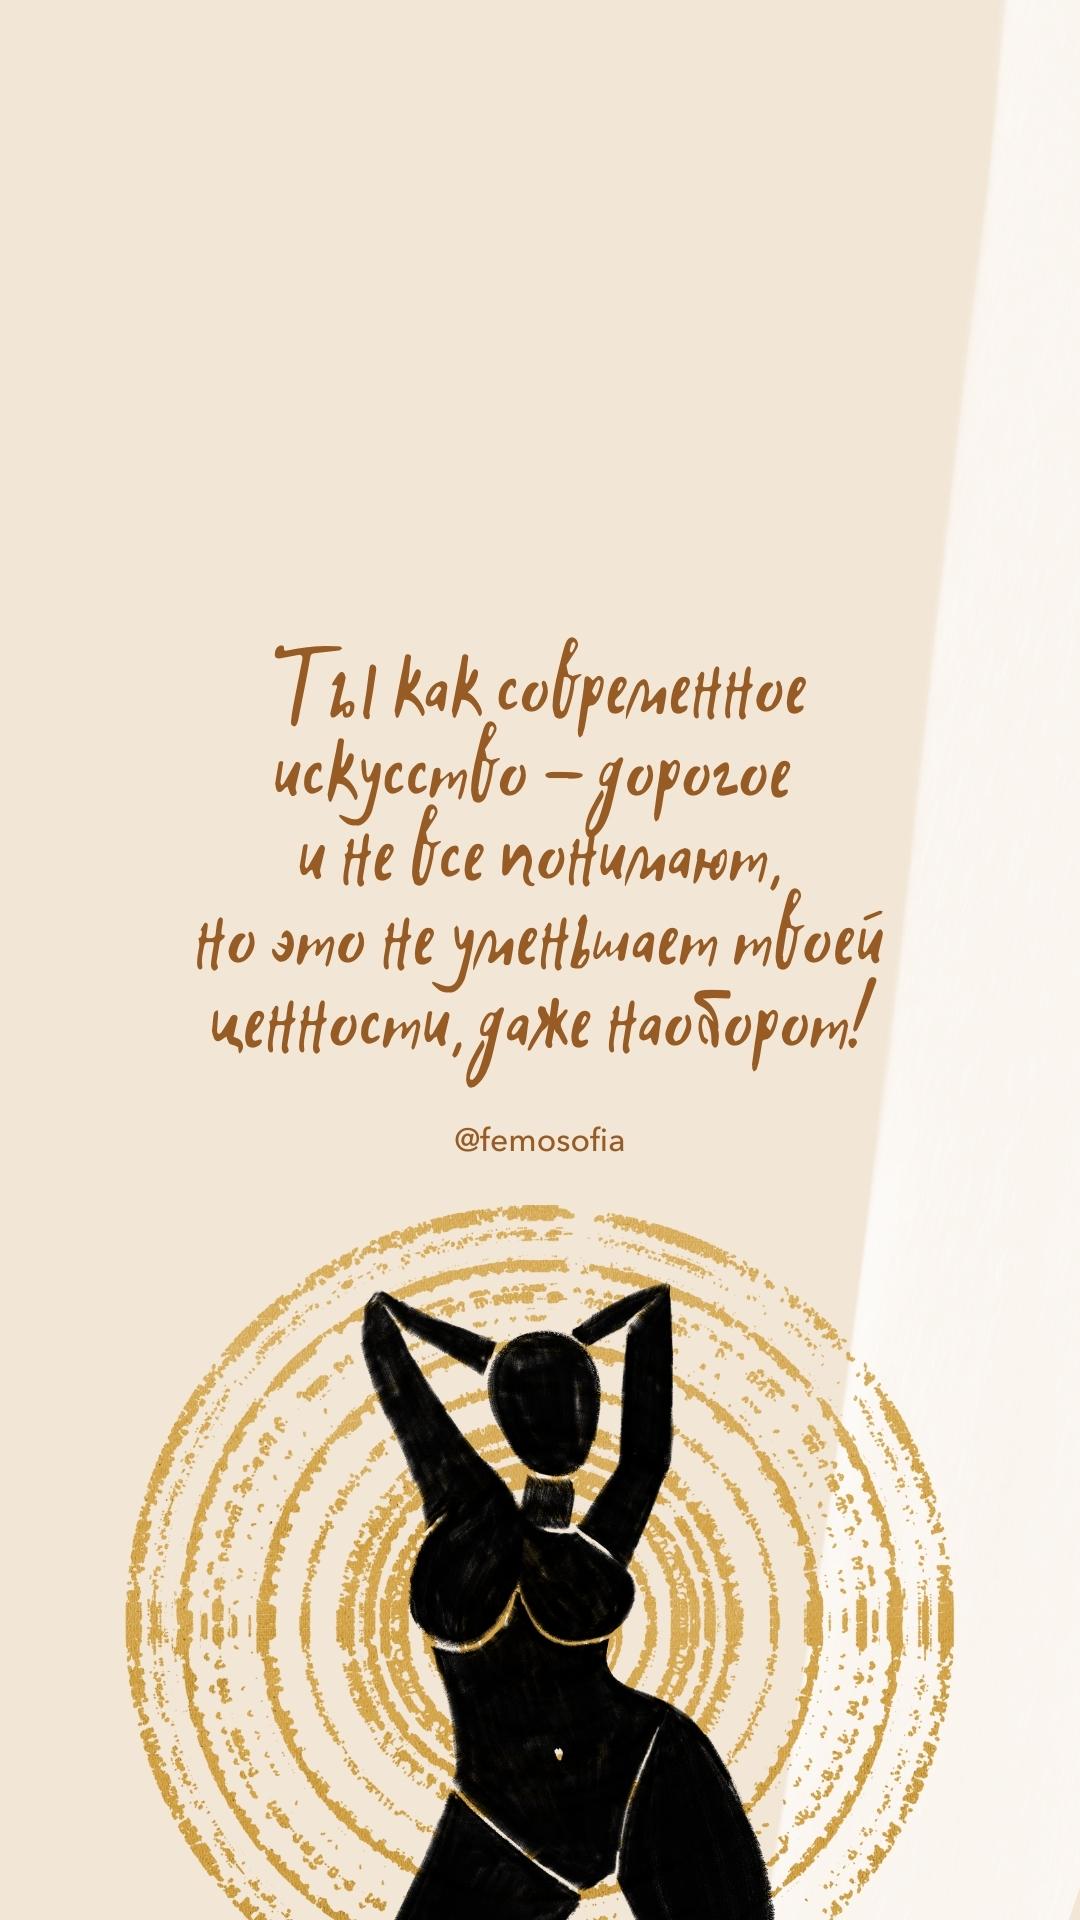 Ты как современное
искусство — дорогое
и не все понимают,
но это не уменьшает твоей
ценности, даже наоборот!
@femosofia